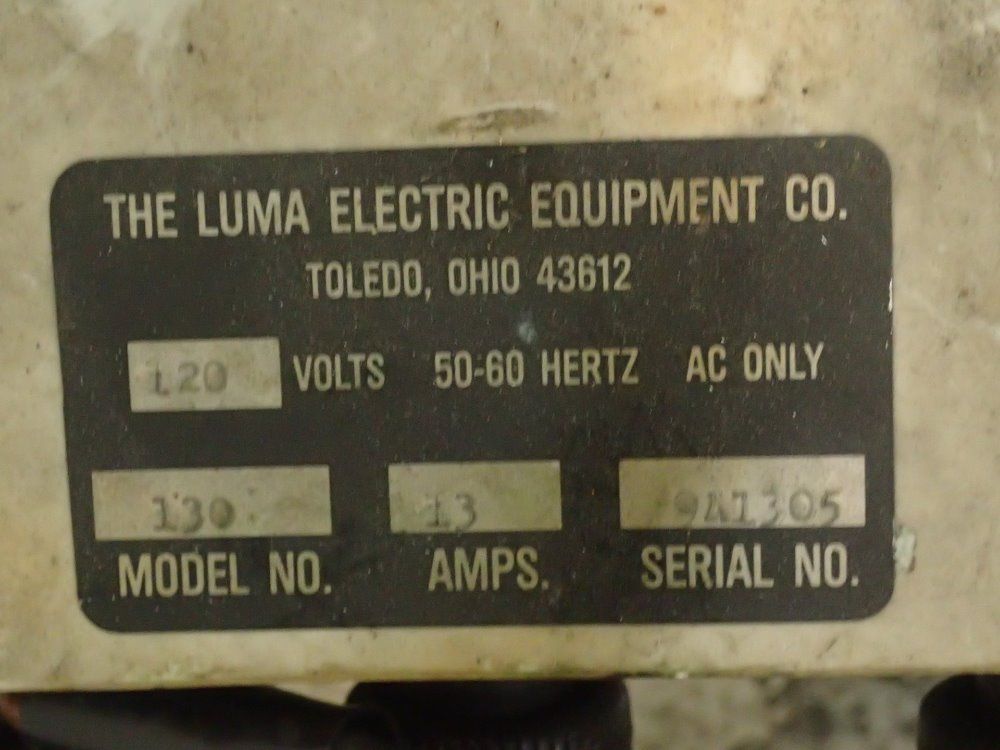 THE LUMA ELECTRIC EQUIPMENT CO.
TOLEDO, OHIO 43612
120 VOLTS 50-60 HERTZ AC ONLY
130 13 9A1305
MODEL NO. AMPS. SERIAL NO.